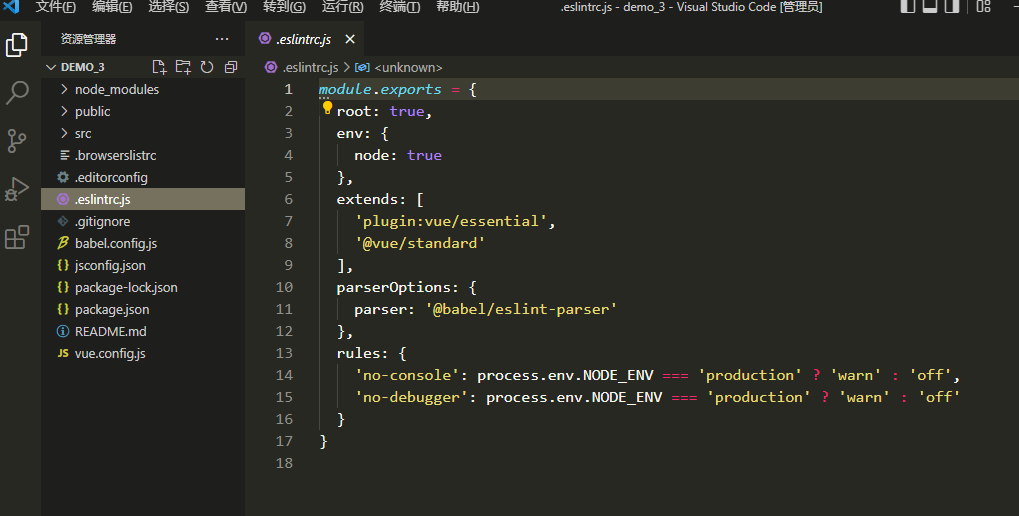 文件(F) 编辑(E) 选择(S) 查看(V) 转到(G) 运行(R) 终端(T) 帮助(H) .eslintrc.js - demo_3 - Visual Studio Code [管理员]
资源管理器 ···
.eslintrc.js
DEMO_3
.eslintrc.js > <unknown>
node_modules
public
src
.browserslistrc
.editorconfig
.eslintrc.js
.gitignore
babel.config.js
jsconfig.json
package-lock.json
package.json
README.md
JS vue.config.js
1 module.exports = {
2   root: true,
3   env: {
4     node: true
5   },
6   extends: [
7     'plugin:vue/essential',
8     '@vue/standard'
9   ],
10   parserOptions: {
11     parser: '@babel/eslint-parser'
12   },
13   rules: {
14     'no-console': process.env.NODE_ENV === 'production' ? 'warn' : 'off',
15     'no-debugger': process.env.NODE_ENV === 'production' ? 'warn' : 'off'
16   }
17 }
18